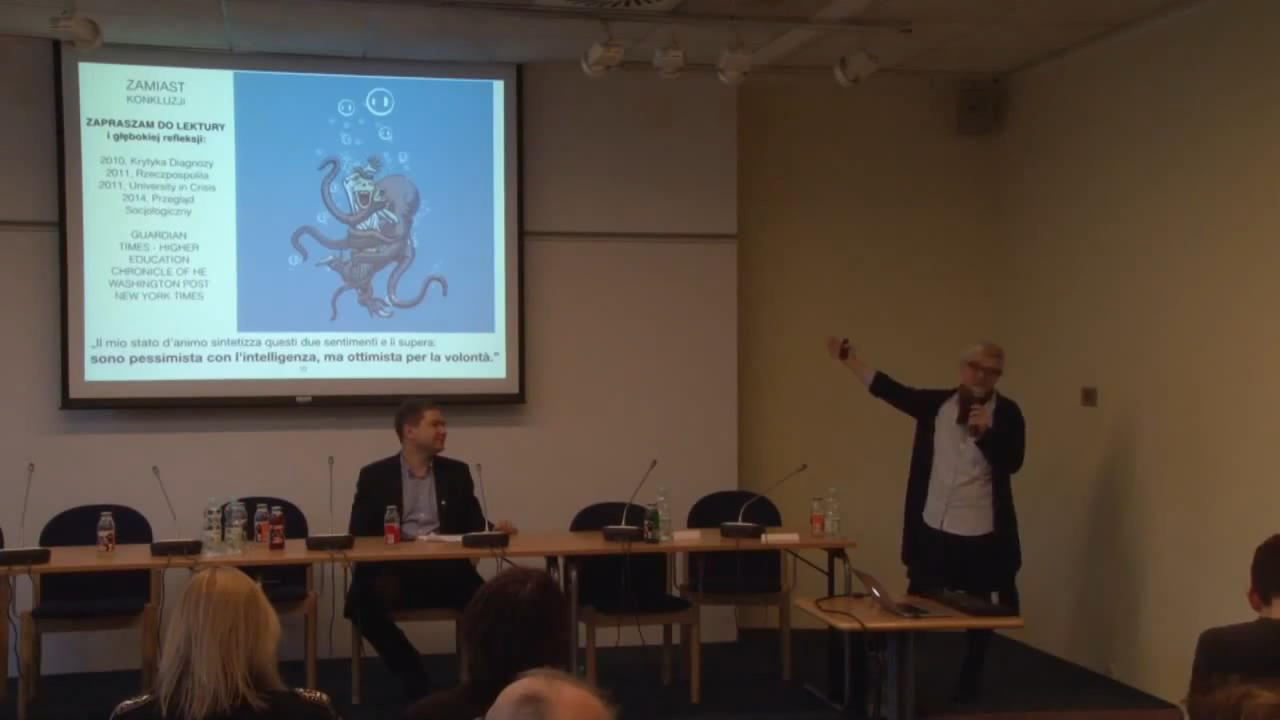 ZAMIAST
KONKLUZJI
ZAPRASZAM DO LEKTURY
i głębokiej refleksji:
2010, Krytyka Diagnozy
2011, Rzeczpospolita
2011, University in Crisis
2014, Przegląd
Socjologiczny
GUARDIAN
TIMES - HIGHER
EDUCATION
CHRONICLE OF HE
WASHINGTON POST
NEW YORK TIMES
„Il mio stato d'animo sintetizza questi due sentimenti e li supera:
sono pessimista con l'intelligenza, ma ottimista per la volontà."